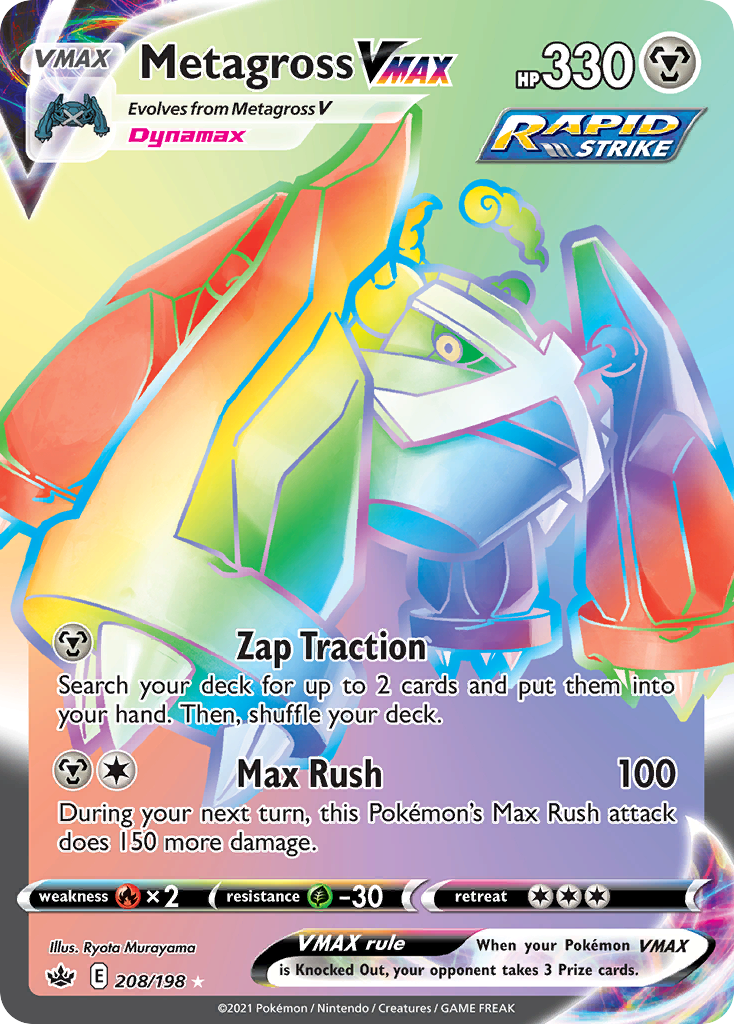 VMAX
Metagross VMAX
HP 330
Evolves from Metagross V
Dynamax
RAPID
STRIKE
Zap Traction
Search your deck for up to 2 cards and put them into
your hand. Then, shuffle your deck.
Max Rush 100
During your next turn, this Pokémon's Max Rush attack
does 150 more damage.
weakness ×2 resistance -30 retreat
Illus. Ryota Murayama
VMAX rule When your Pokémon VMAX
is Knocked Out, your opponent takes 3 Prize cards.
E 208/198
©2021 Pokémon / Nintendo / Creatures / GAME FREAK